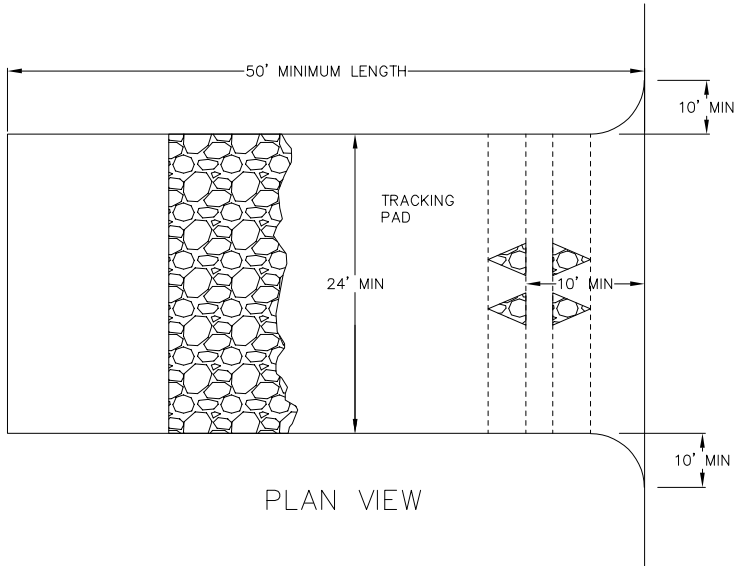 50' MINIMUM LENGTH
10' MIN
TRACKING
PAD
24' MIN
10' MIN
10' MIN
PLAN VIEW